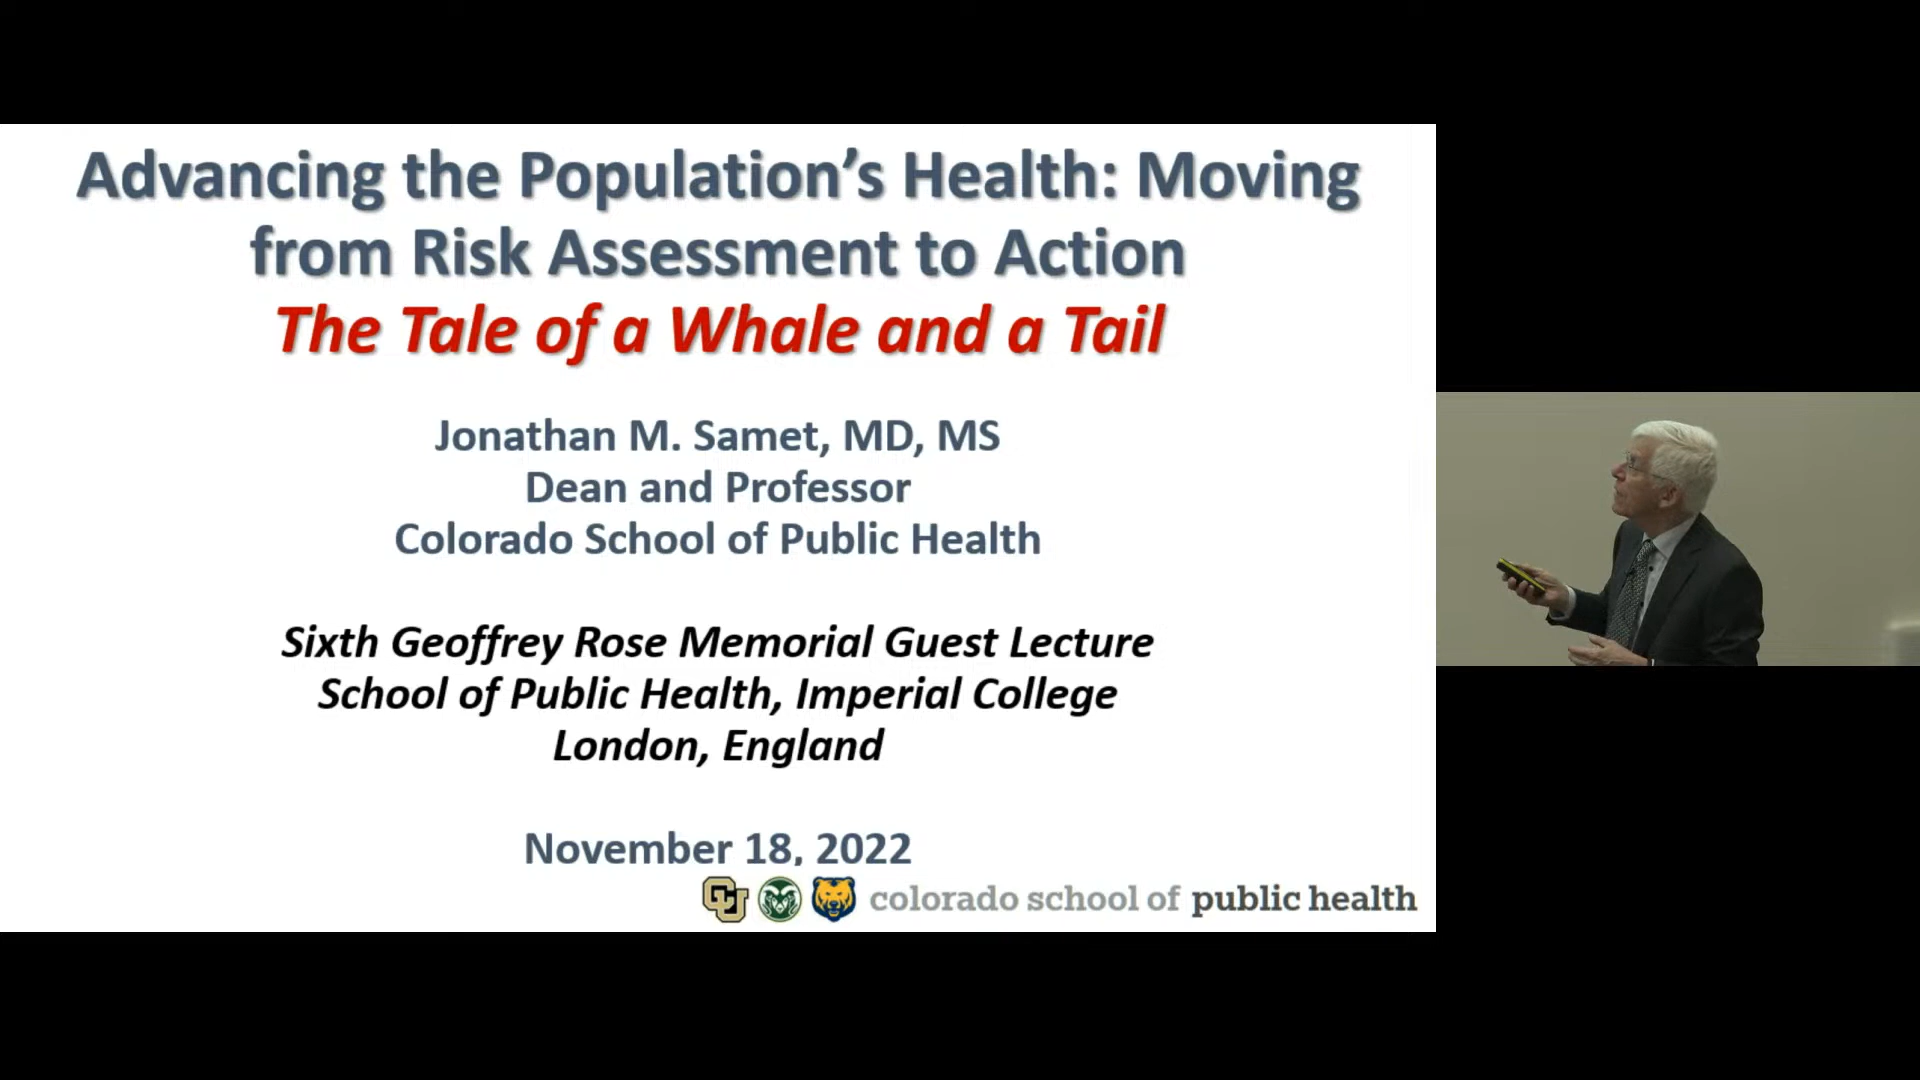 Advancing the Population’s Health: Moving
from Risk Assessment to Action
The Tale of a Whale and a Tail
Jonathan M. Samet, MD, MS
Dean and Professor
Colorado School of Public Health
Sixth Geoffrey Rose Memorial Guest Lecture
School of Public Health, Imperial College
London, England
November 18, 2022
CU colorado school of public health